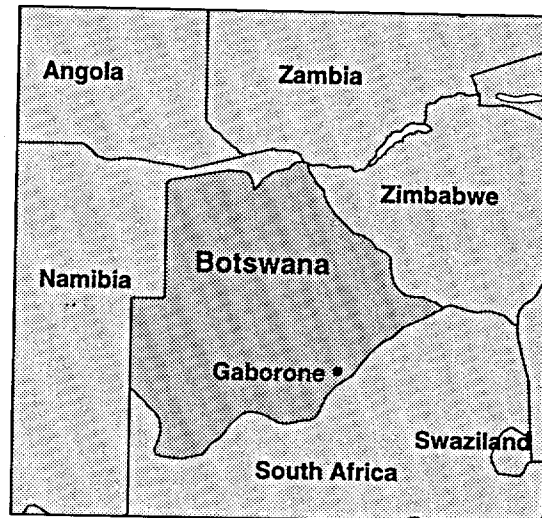 Angola
Zambia
Zimbabwe
Namibia
Botswana
Gaborone
Swaziland
South Africa